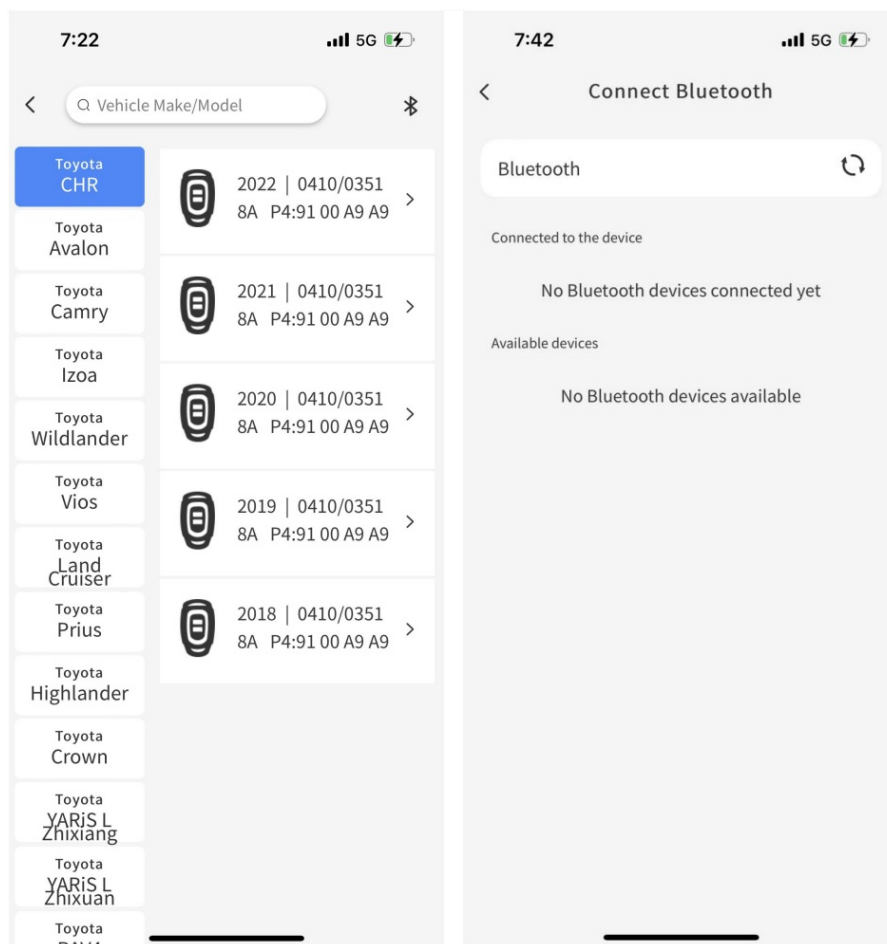 7:22
5G
Vehicle Make/Model
Toyota
CHR
Toyota
Avalon
Toyota
Camry
Toyota
Izoa
Toyota
Wildlander
Toyota
Vios
Toyota
Land
Cruiser
Toyota
Prius
Toyota
Highlander
Toyota
Crown
Toyota
YARiS L
Zhixiang
Toyota
YARiS L
Zhixuan
Toyota
2022 | 0410/0351
8A P4:91 00 A9 A9
2021 | 0410/0351
8A P4:91 00 A9 A9
2020 | 0410/0351
8A P4:91 00 A9 A9
2019 | 0410/0351
8A P4:91 00 A9 A9
2018 | 0410/0351
8A P4:91 00 A9 A9
7:42
5G
Connect Bluetooth
Bluetooth
Connected to the device
No Bluetooth devices connected yet
Available devices
No Bluetooth devices available